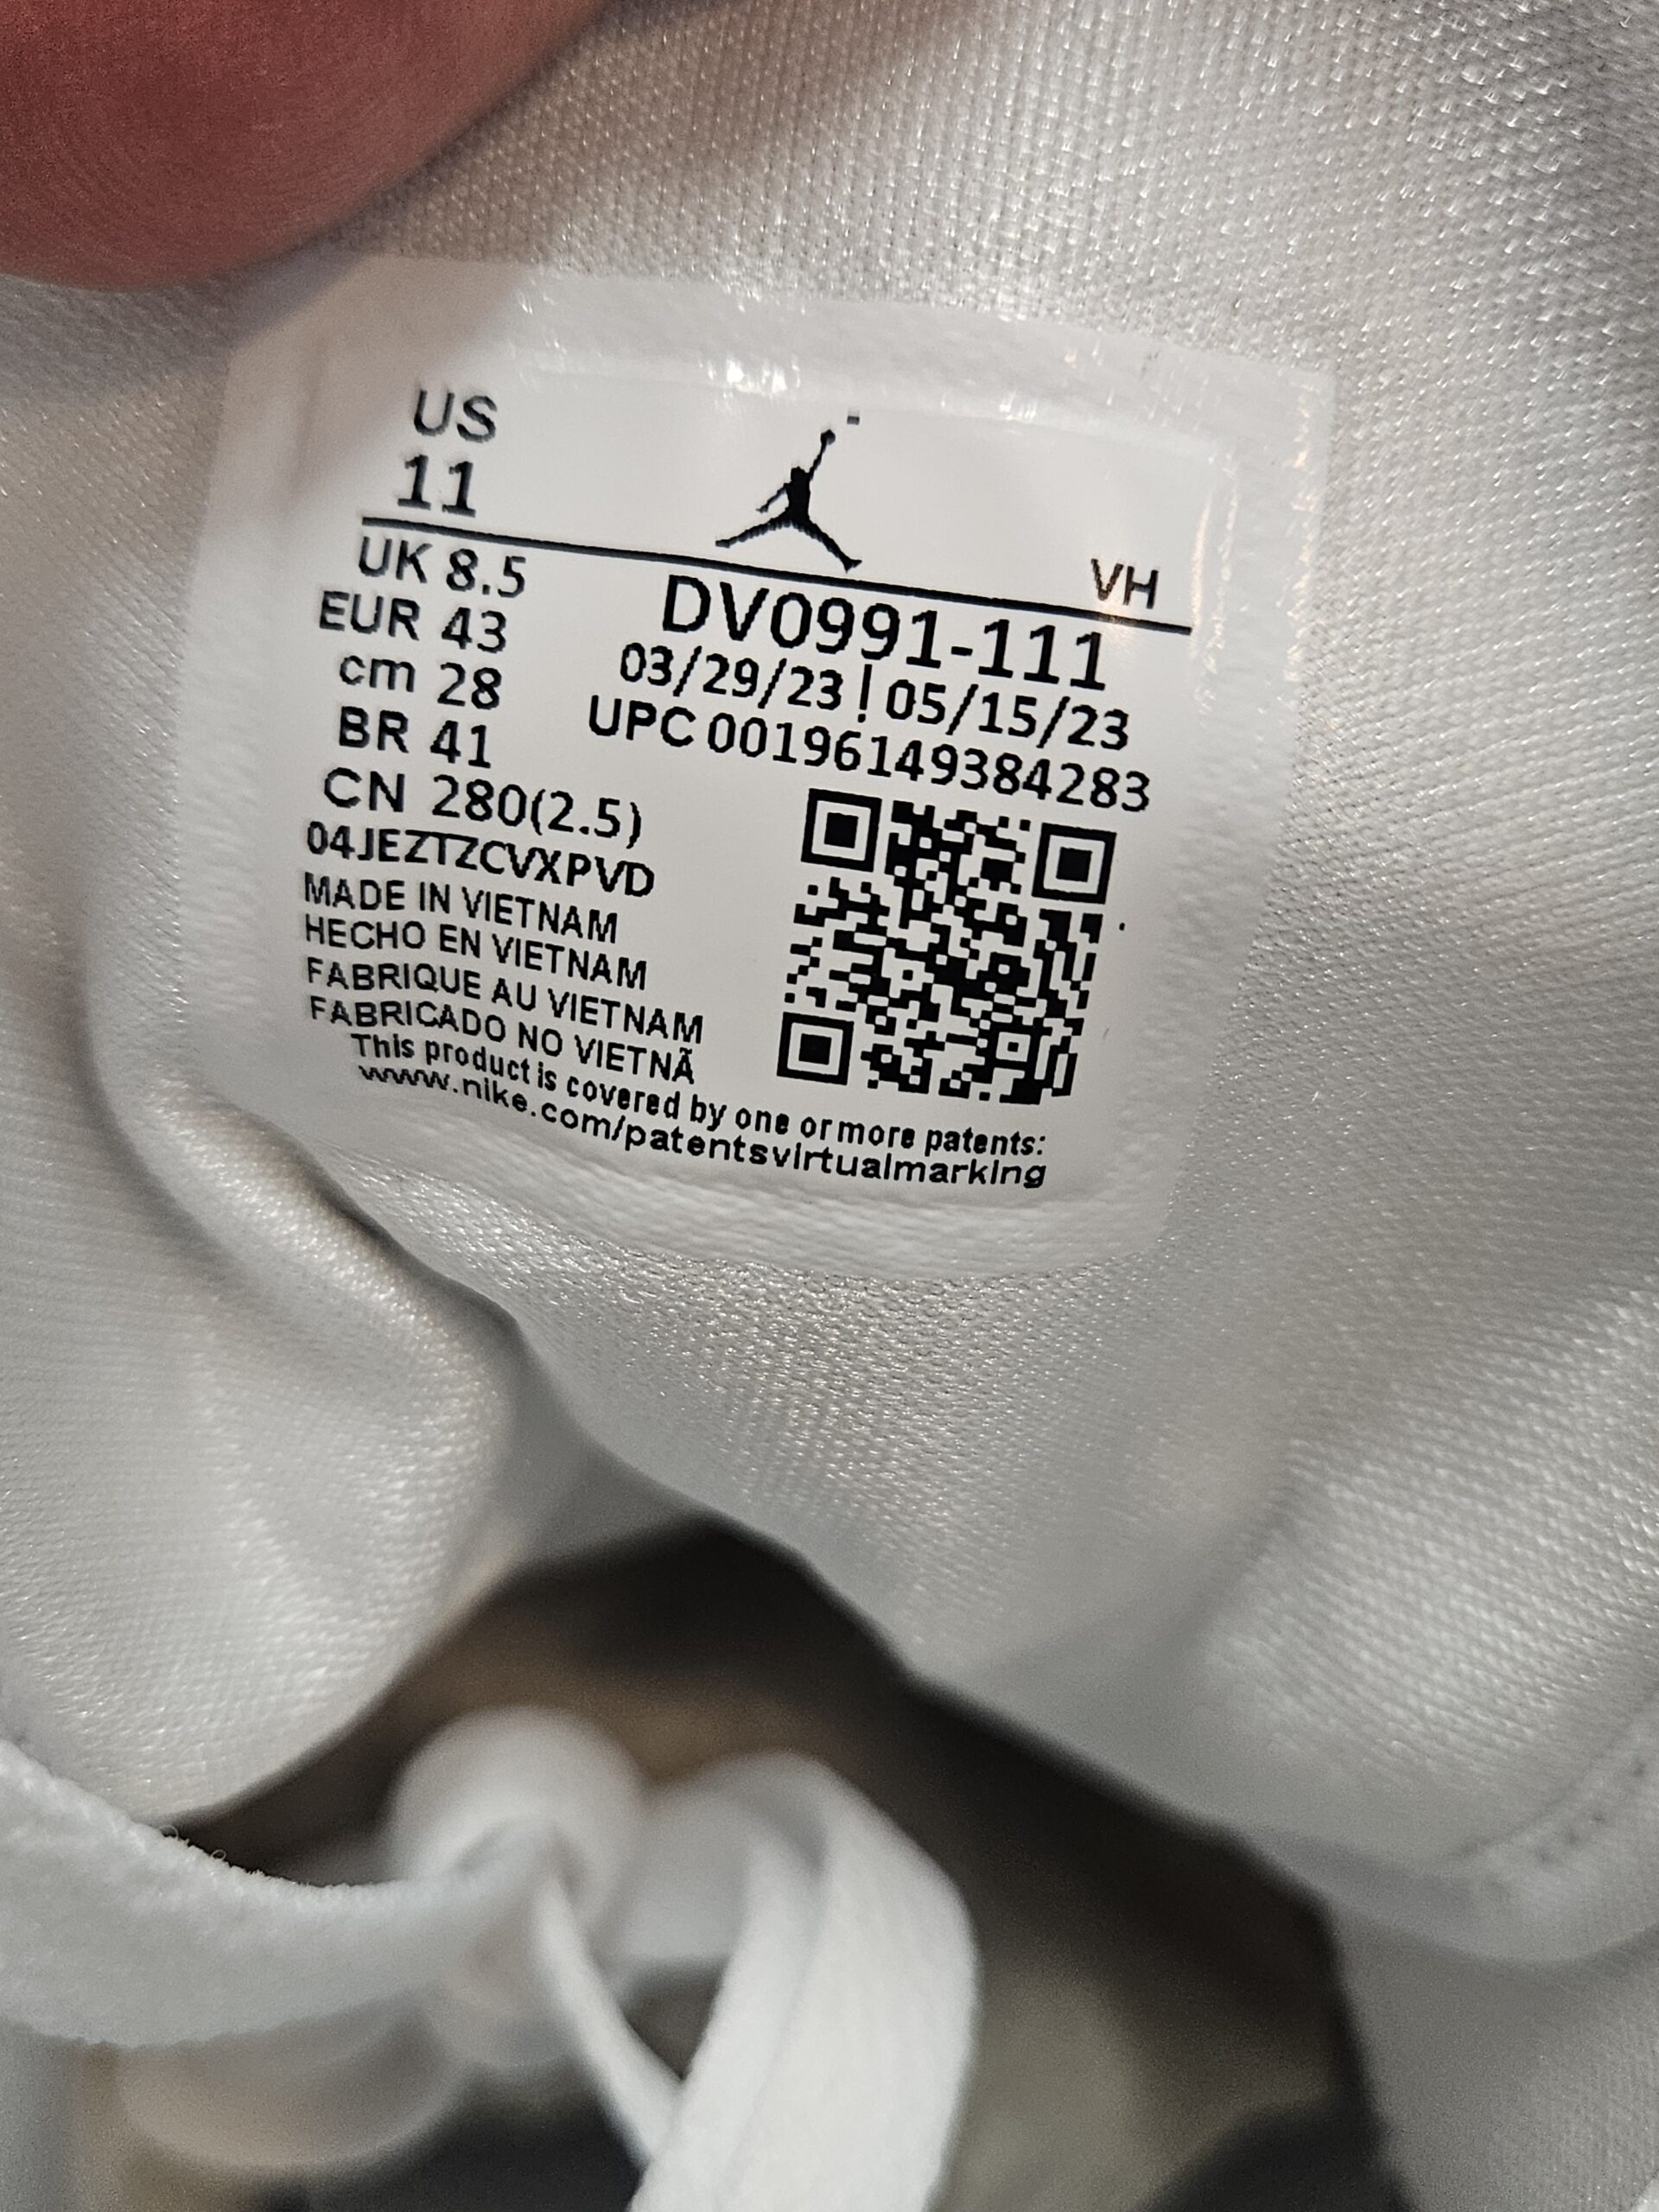 US
11
VH
UK 8.5
EUR 43
cm 28
BR 41
CN 280(2.5)
04JEZTZCVXPVD
MADE IN VIETNAM
HECHO EN VIETNAM
FABRIQUE AU VIETNAM
FABRICADO NO VIETNÃ
DV0991-111
03/29/23 ! 05/15/23
UPC 00196149384283
This product is covered by one or more patents:
www.nike.com/patentsvirtualmarking